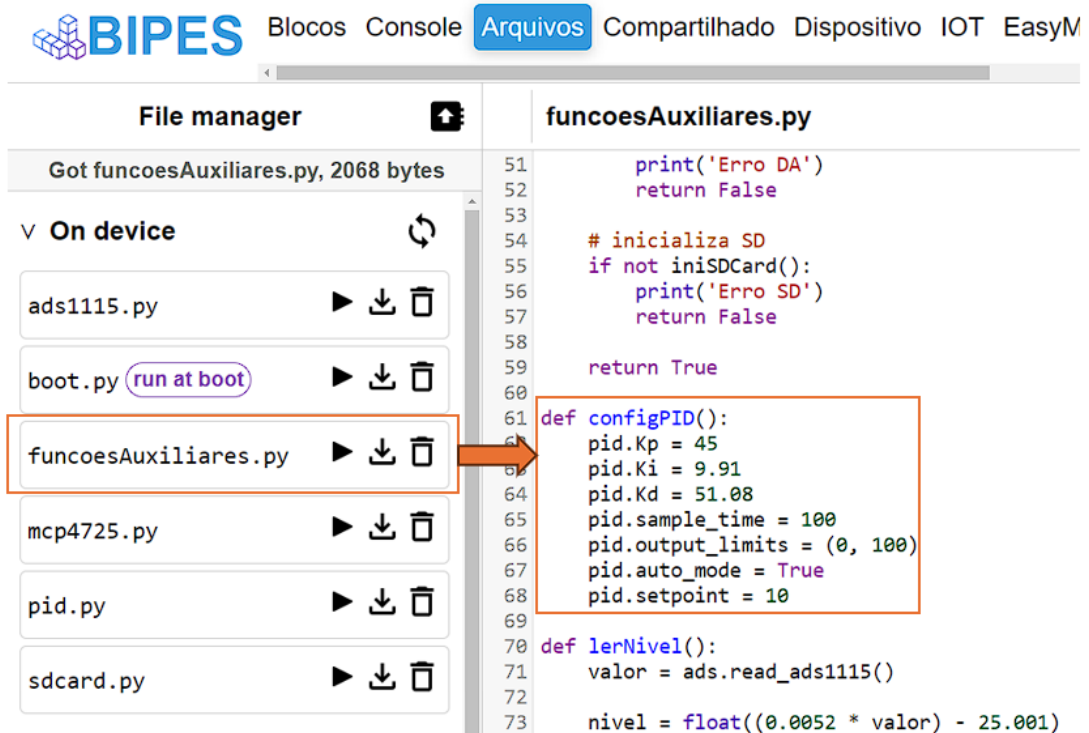 BIPES
Blocos Console Arquivos Compartilhado Dispositivo IOT EasyM
File manager
Got funcoesAuxiliares.py, 2068 bytes
On device
ads1115.py
boot.py run at boot
funcoesAuxiliares.py
mcp4725.py
pid.py
sdcard.py
funcoesAuxiliares.py
51 print('Erro DA')
52 return False
53
54 # inicializa SD
55 if not iniSDCard():
56 print('Erro SD')
57 return False
58
59 return True
60
61 def configPID():
pid.Kp = 45
pid.Ki = 9.91
64 pid.Kd = 51.08
65 pid.sample_time = 100
66 pid.output_limits = (0, 100)
67 pid.auto_mode = True
68 pid.setpoint = 10
69
70 def lerNivel():
71 valor = ads.read_ads1115()
72
73 nivel = float((0.0052 * valor) - 25.001)